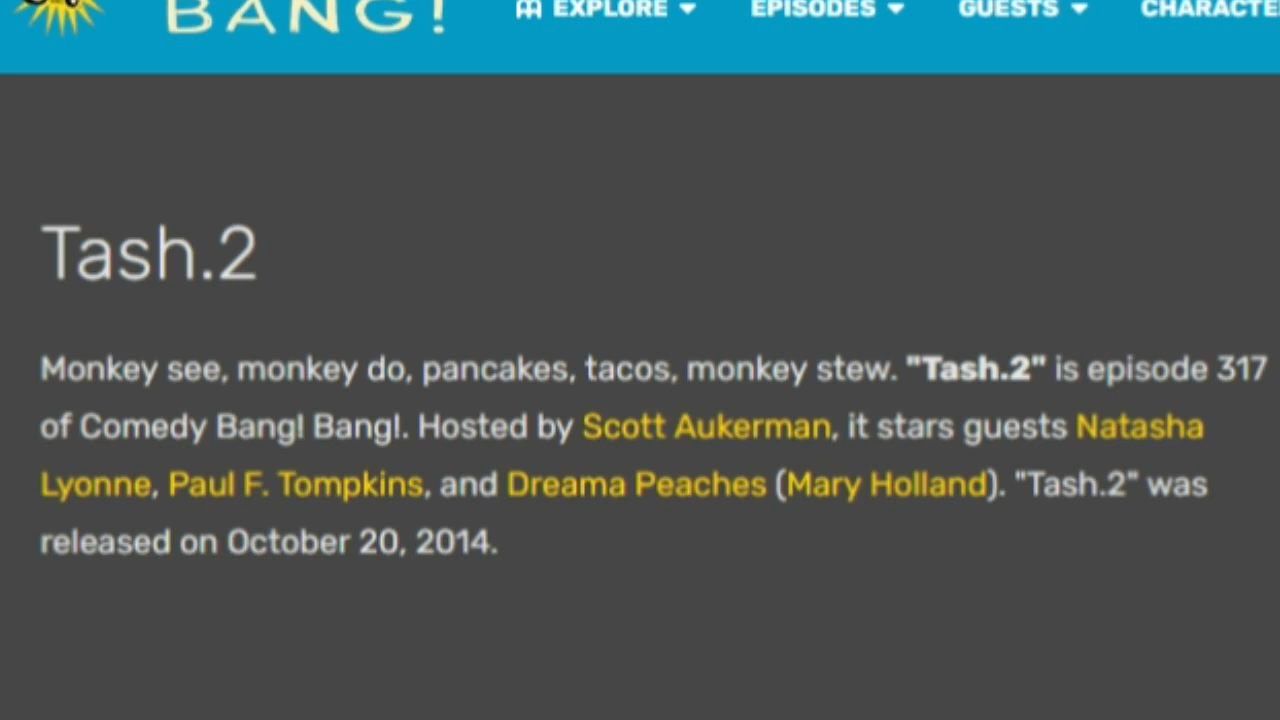 BANG! EXPLORE EPISODES GUESTS CHARACTE
Tash.2
Monkey see, monkey do, pancakes, tacos, monkey stew. "Tash.2" is episode 317
of Comedy Bang! Bang!. Hosted by Scott Aukerman, it stars guests Natasha
Lyonne, Paul F. Tompkins, and Dreama Peaches (Mary Holland). "Tash.2" was
released on October 20, 2014.